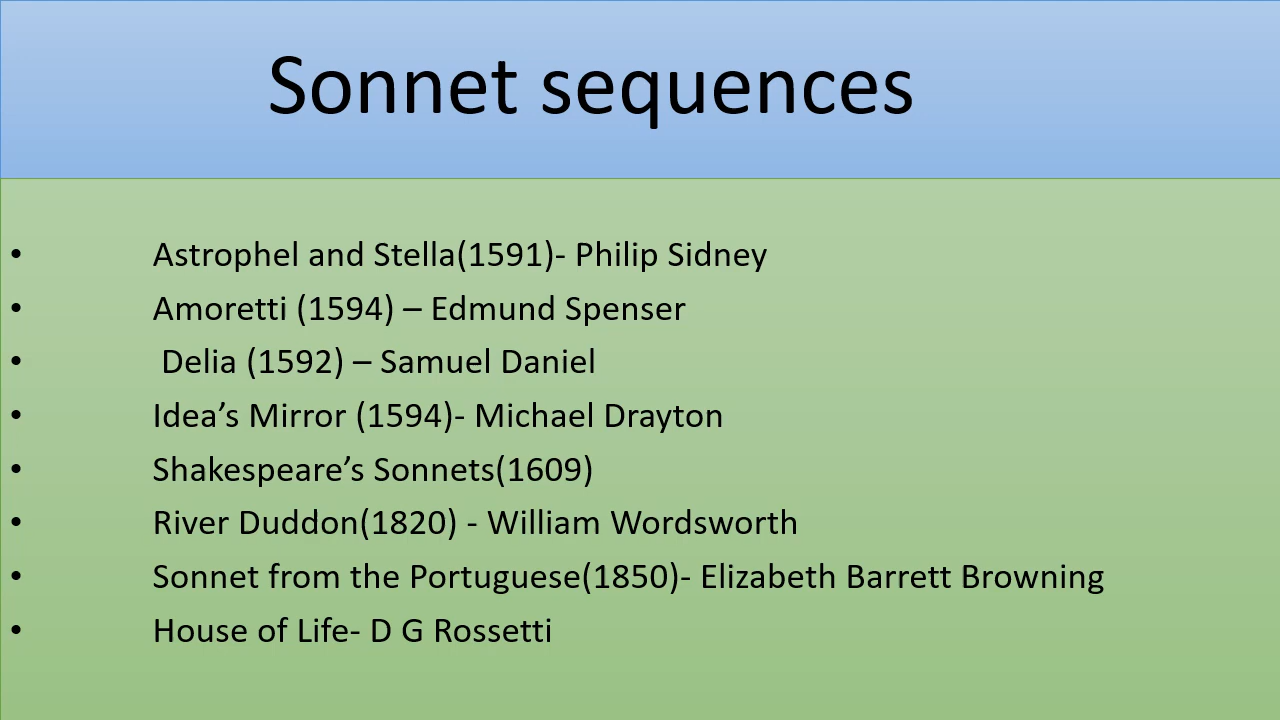 Sonnet sequences
• Astrophel and Stella(1591)- Philip Sidney
• Amoretti (1594) – Edmund Spenser
• Delia (1592) – Samuel Daniel
• Idea’s Mirror (1594)- Michael Drayton
• Shakespeare’s Sonnets(1609)
• River Duddon(1820) - William Wordsworth
• Sonnet from the Portuguese(1850)- Elizabeth Barrett Browning
• House of Life- D G Rossetti